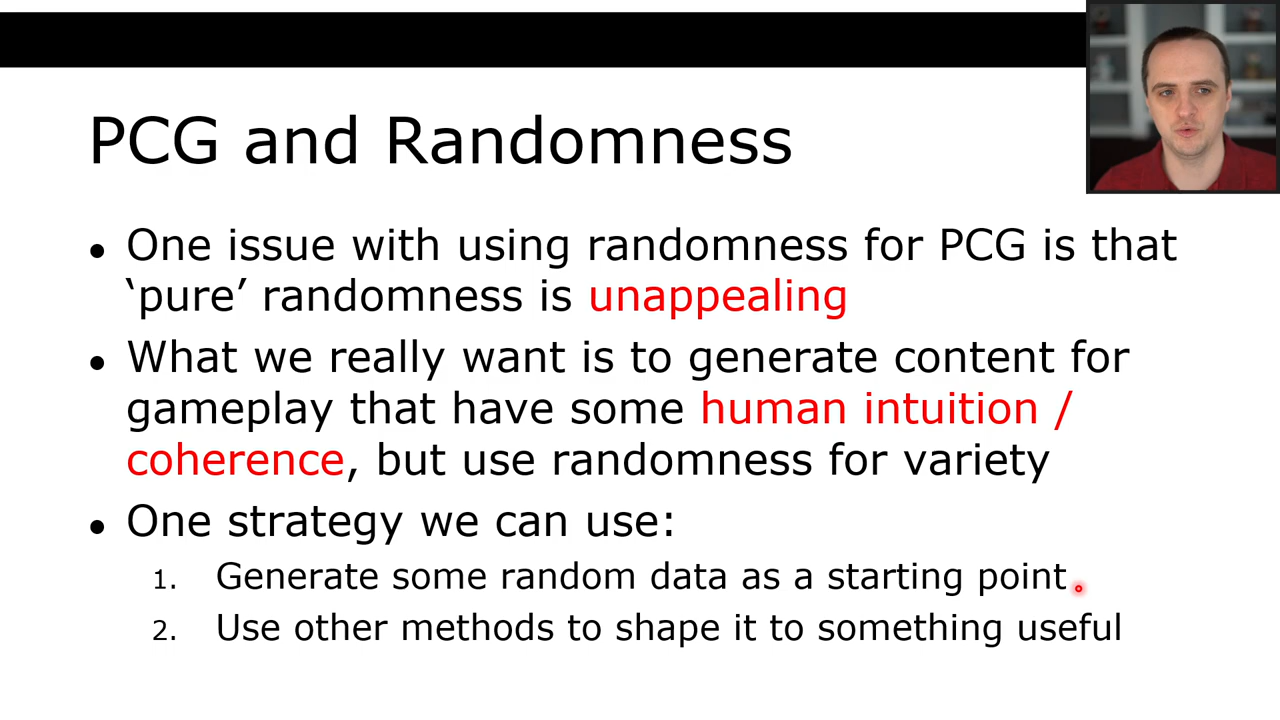 PCG and Randomness
• One issue with using randomness for PCG is that
‘pure’ randomness is unappealing
• What we really want is to generate content for
gameplay that have some human intuition /
coherence, but use randomness for variety
• One strategy we can use:
1. Generate some random data as a starting point
2. Use other methods to shape it to something useful